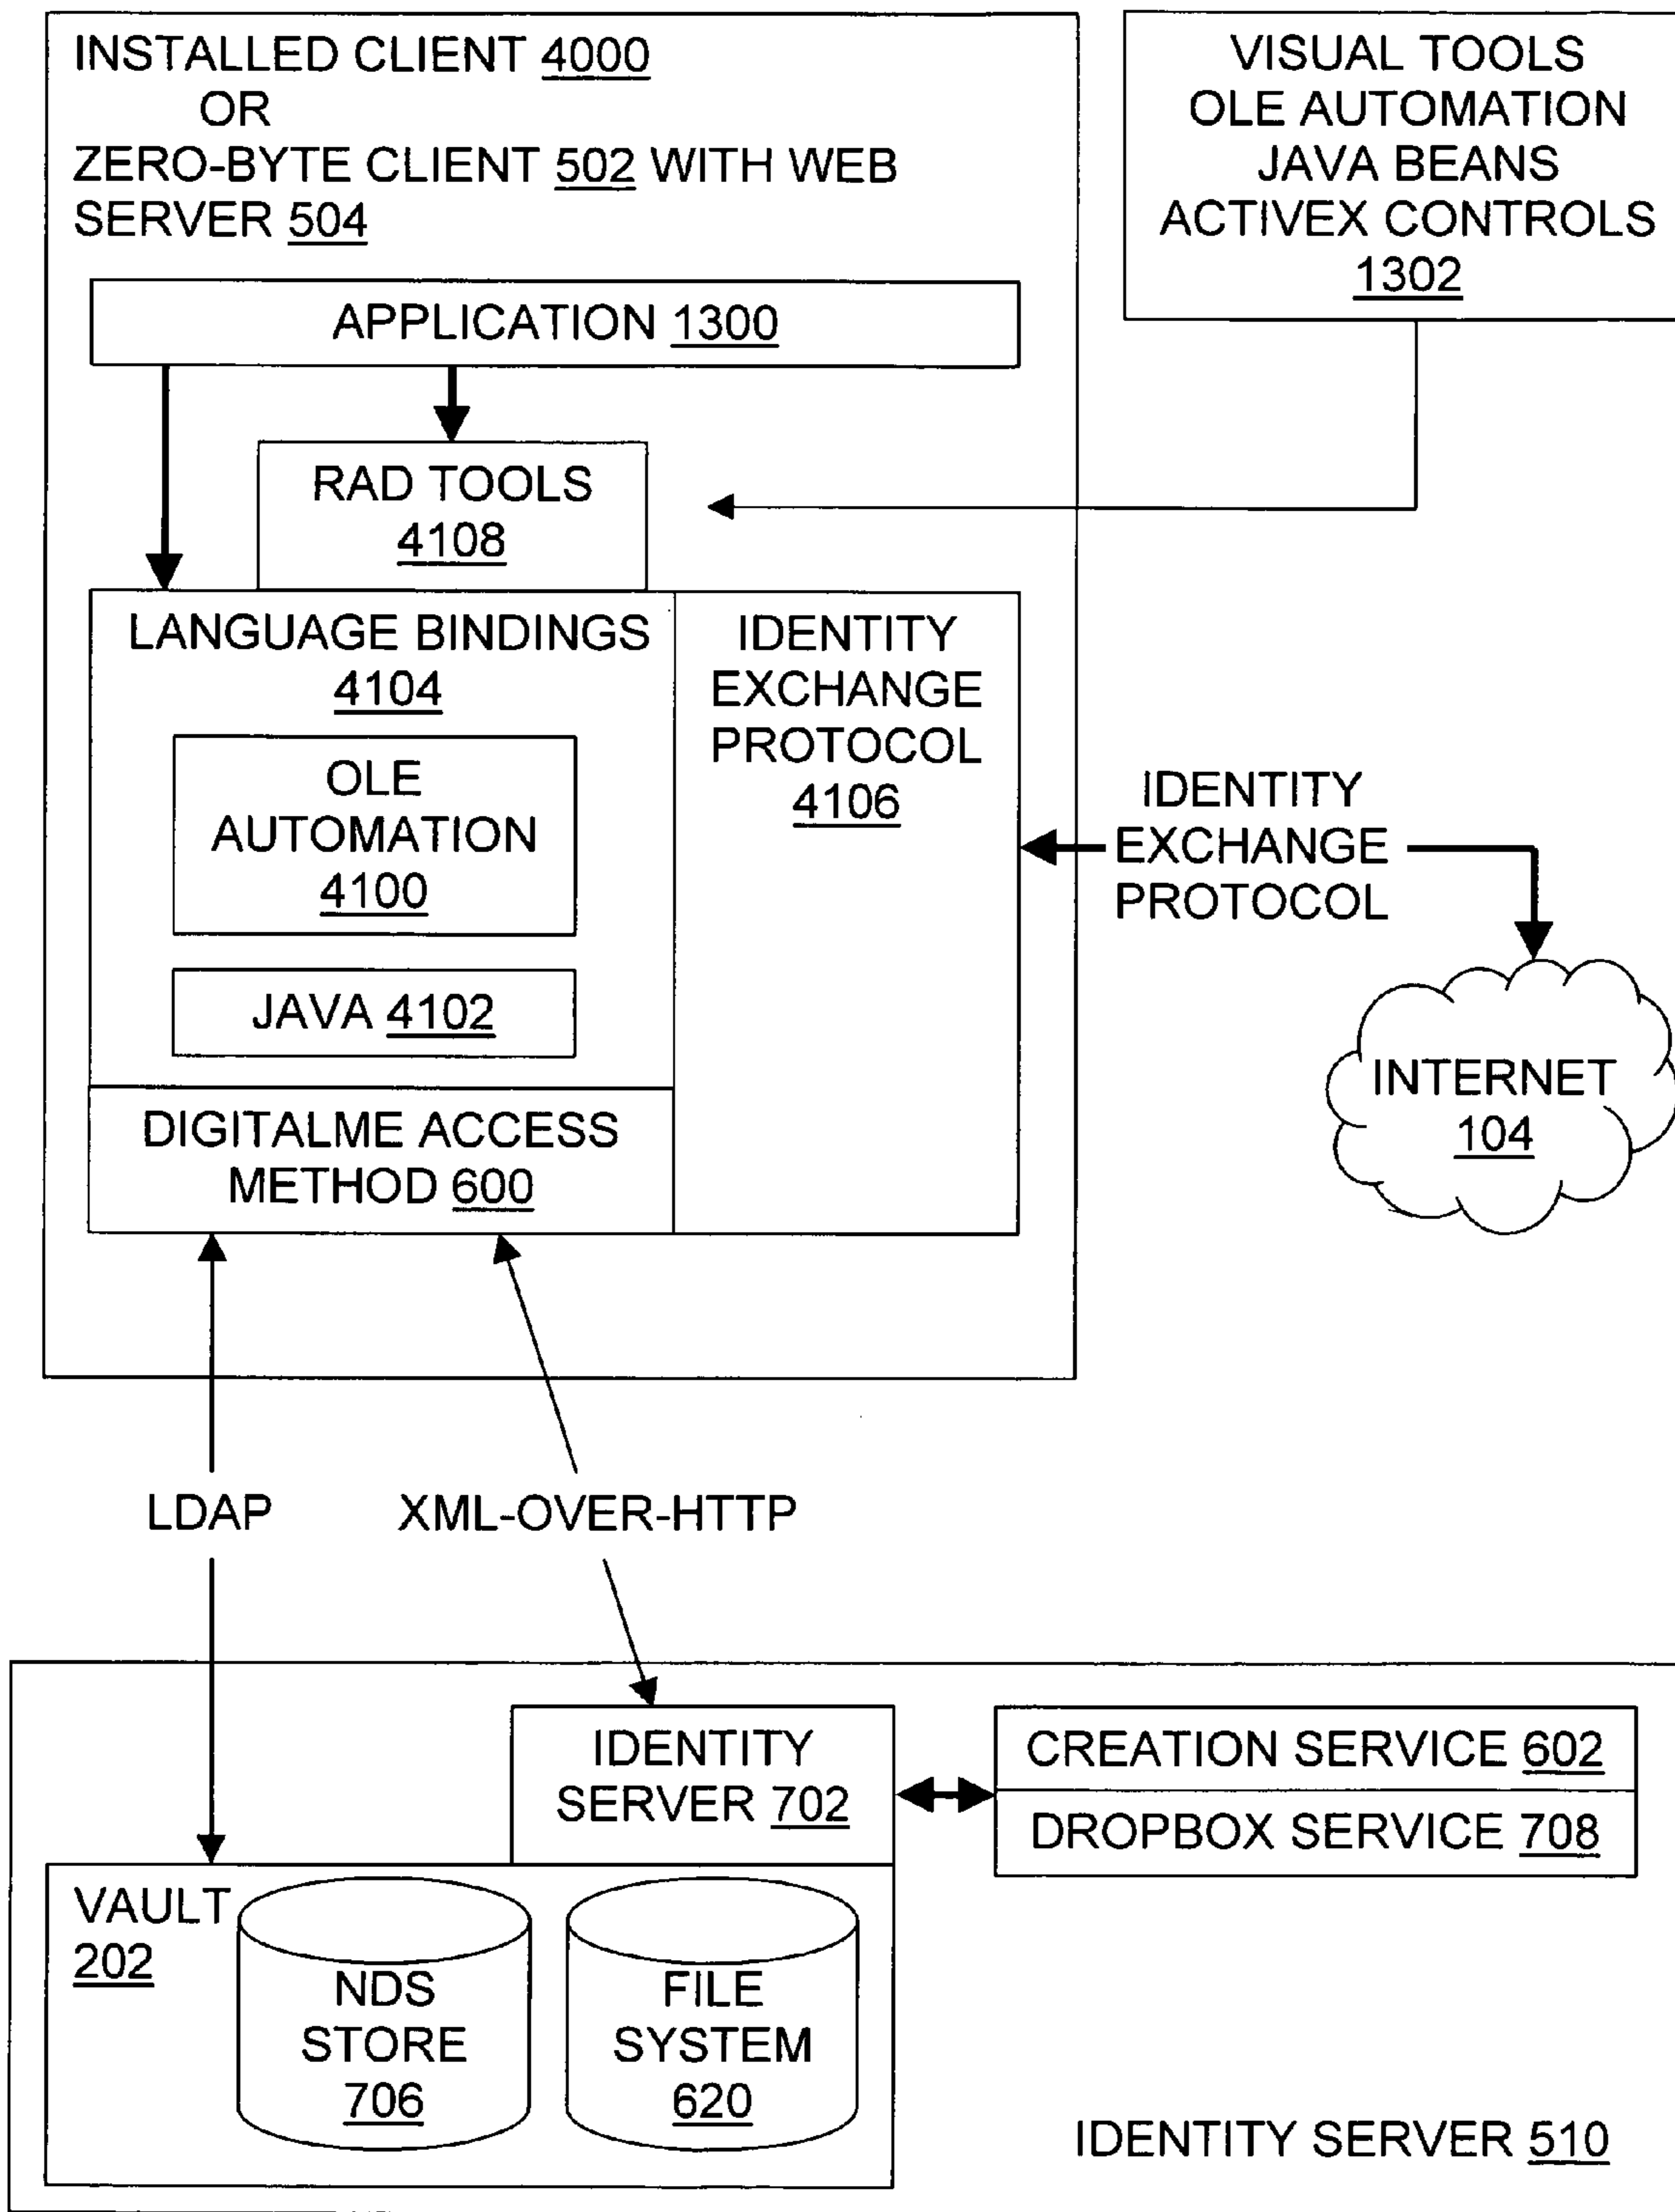 INSTALLED CLIENT 4000
OR
ZERO-BYTE CLIENT 502 WITH WEB
SERVER 504
VISUAL TOOLS
OLE AUTOMATION
JAVA BEANS
ACTIVEX CONTROLS
1302
APPLICATION 1300
RAD TOOLS
4108
LANGUAGE BINDINGS
4104
OLE
AUTOMATION
4100
JAVA 4102
IDENTITY
EXCHANGE
PROTOCOL
4106
DIGITALME ACCESS
METHOD 600
IDENTITY
EXCHANGE
PROTOCOL
INTERNET
104
LDAP
XML-OVER-HTTP
IDENTITY
SERVER 702
CREATION SERVICE 602
DROPBOX SERVICE 708
VAULT
202
NDS
STORE
706
FILE
SYSTEM
620
IDENTITY SERVER 510